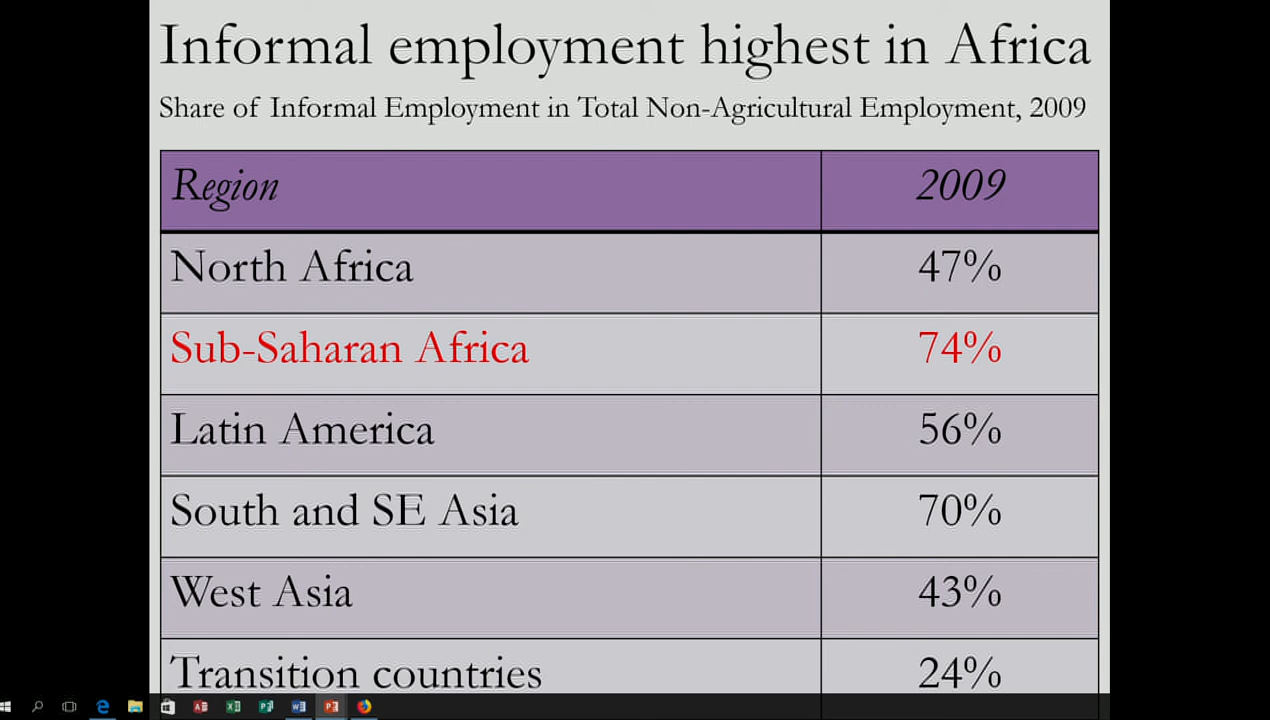 Informal employment highest in Africa
Share of Informal Employment in Total Non-Agricultural Employment, 2009
Region 2009
North Africa 47%
Sub-Saharan Africa 74%
Latin America 56%
South and SE Asia 70%
West Asia 43%
Transition countries 24%